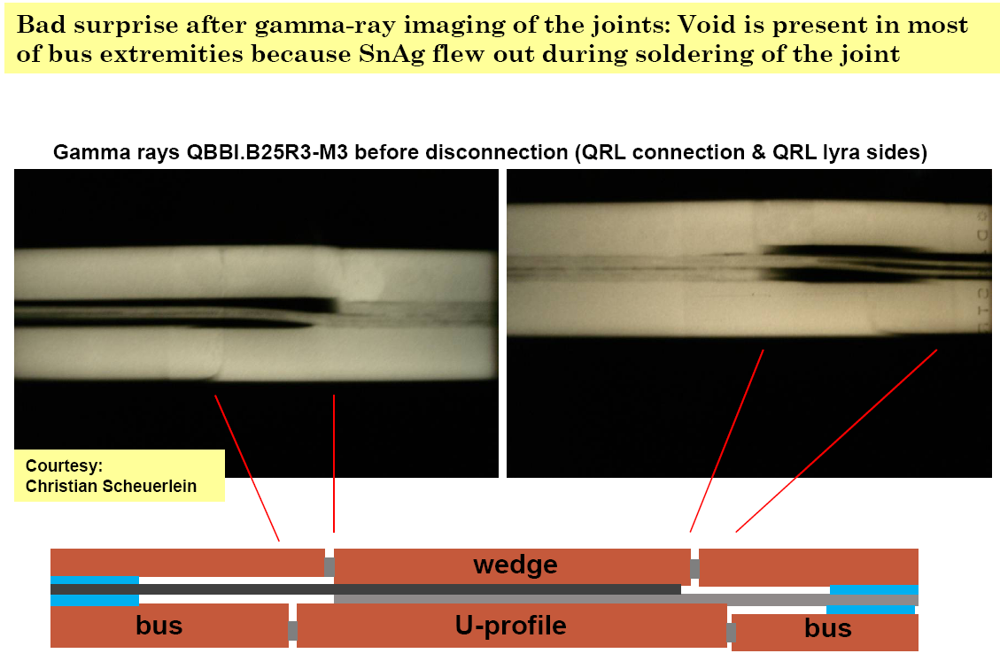 Bad surprise after gamma-ray imaging of the joints: Void is present in most
of bus extremities because SnAg flew out during soldering of the joint
Gamma rays QBBI.B25R3-M3 before disconnection (QRL connection & QRL lyra sides)
Courtesy:
Christian Scheuerlein
wedge
bus
U-profile
bus